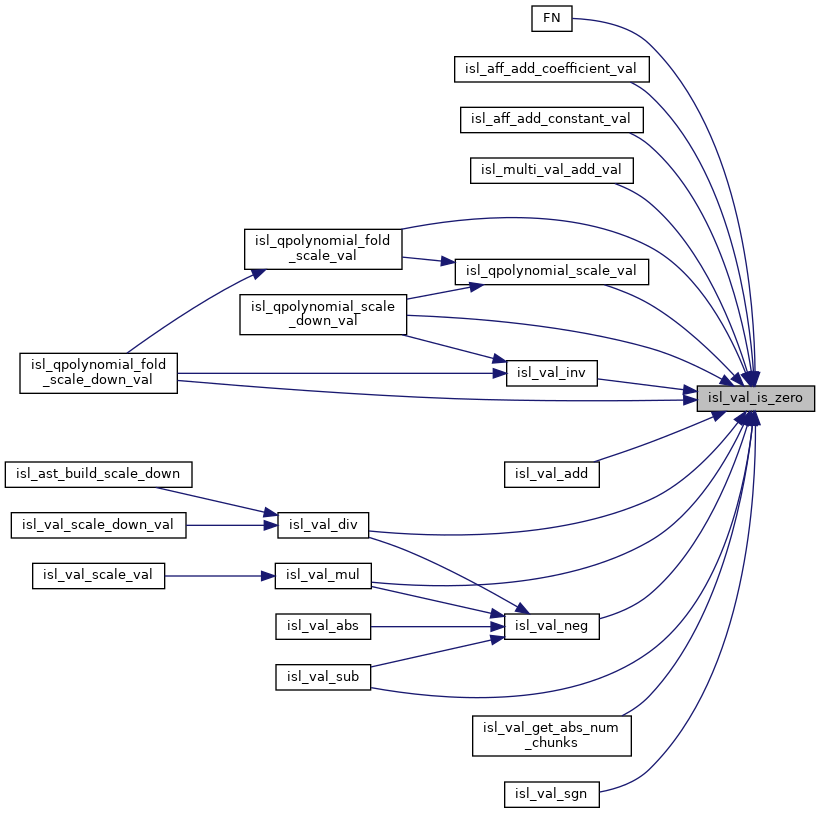 FN
isl_aff_add_coefficient_val
isl_aff_add_constant_val
isl_multi_val_add_val
isl_qpolynomial_fold
_scale_val
isl_qpolynomial_scale_val
isl_qpolynomial_scale
_down_val
isl_qpolynomial_fold
_scale_down_val
isl_val_inv
isl_val_is_zero
isl_val_add
isl_ast_build_scale_down
isl_val_scale_down_val
isl_val_div
isl_val_scale_val
isl_val_mul
isl_val_abs
isl_val_neg
isl_val_sub
isl_val_get_abs_num
_chunks
isl_val_sgn